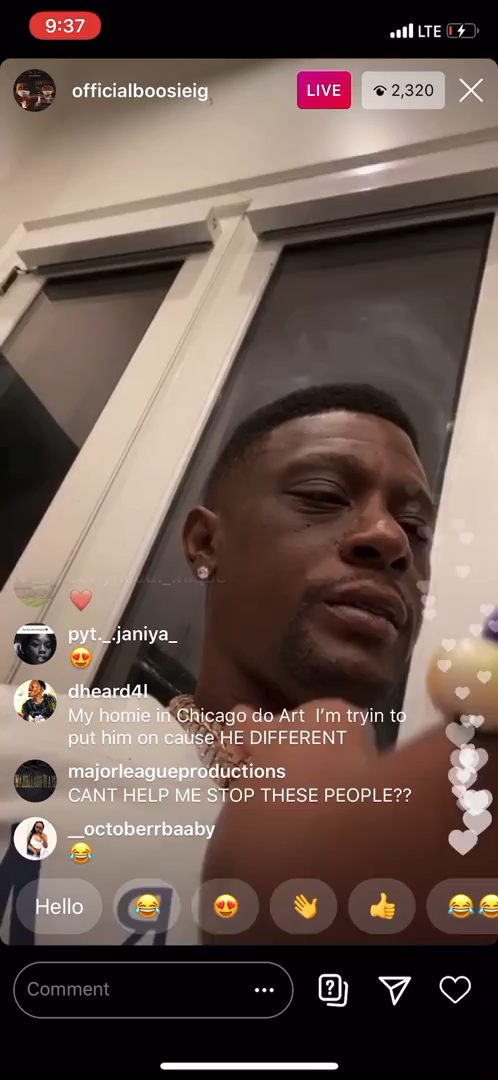 9:37
LTE
officialboosieig
LIVE
2,320
❤️
pyt._.janiya_
😍
dheard4l
My homie in Chicago do Art I'm tryin to
put him on cause HE DIFFERENT
majorleagueproductions
CANT HELP ME STOP THESE PEOPLE??
__octoberrbaaby
😂
Hello 😂 😍 👋 👍 😂😂
Comment